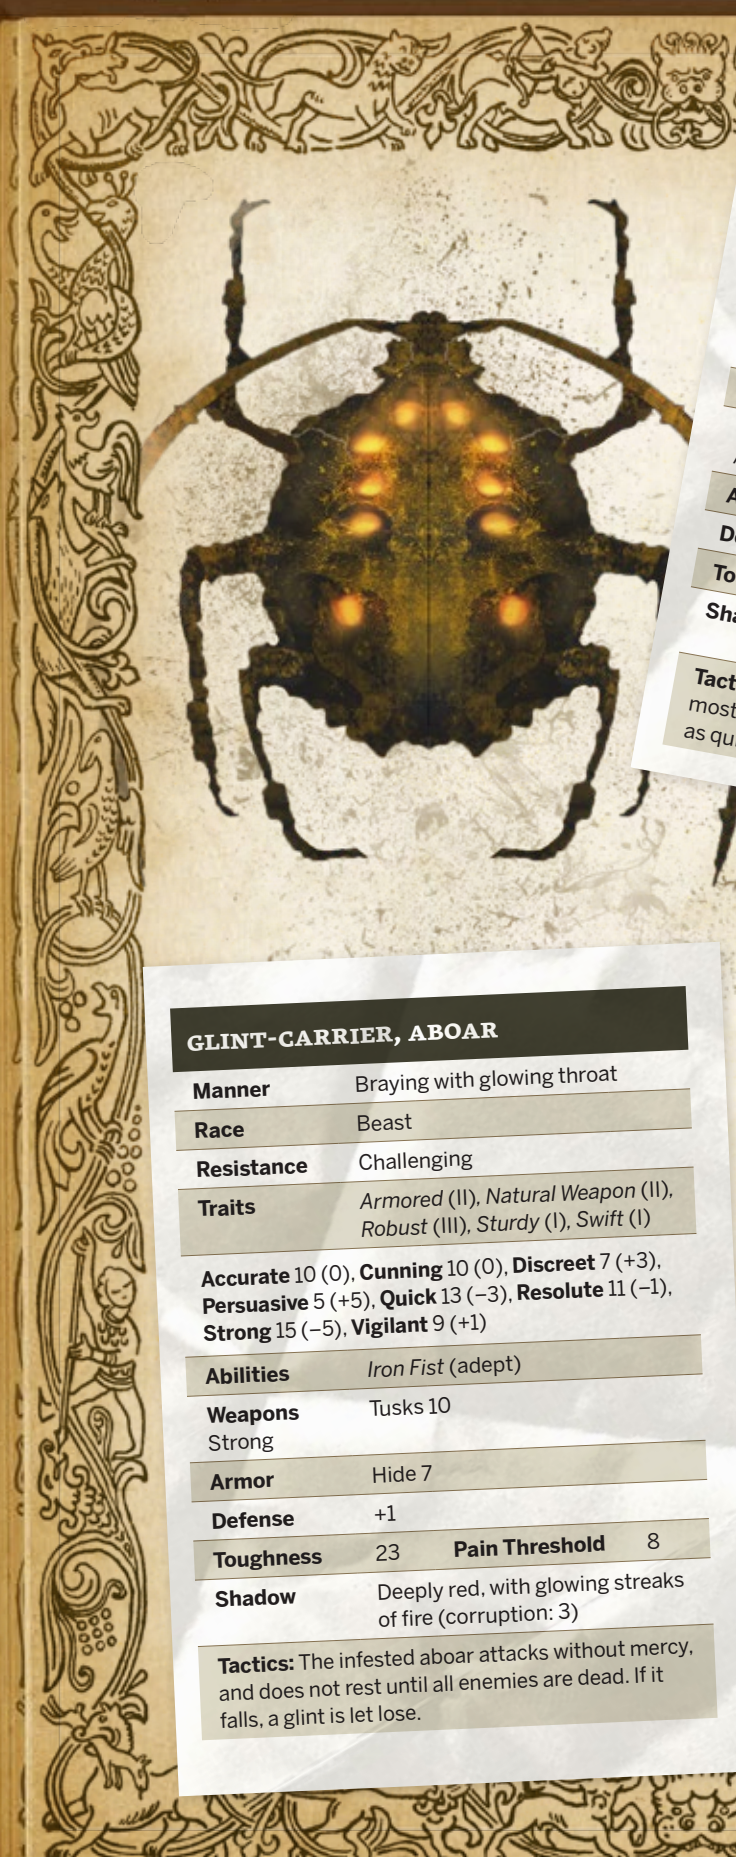 GLINT-CARRIER, ABOAR
Manner Braying with glowing throat
Race Beast
Resistance Challenging
Traits Armored (II), Natural Weapon (II),
Robust (III), Sturdy (I), Swift (I)
Accurate 10 (0), Cunning 10 (0), Discreet 7 (+3),
Persuasive 5 (+5), Quick 13 (−3), Resolute 11 (−1),
Strong 15 (−5), Vigilant 9 (+1)
Abilities Iron Fist (adept)
Weapons Tusks 10
Strong
Armor Hide 7
Defense +1
Toughness 23 Pain Threshold 8
Shadow Deeply red, with glowing streaks
of fire (corruption: 3)
Tactics: The infested aboar attacks without mercy,
and does not rest until all enemies are dead. If it
falls, a glint is let lose.
most
as